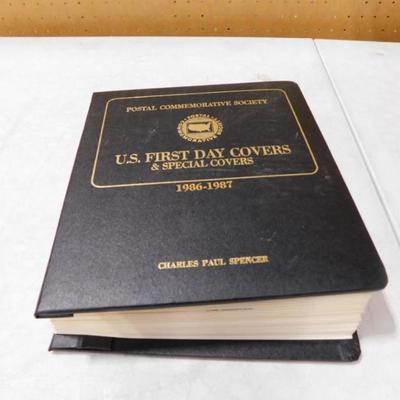 POSTAL COMMEMORATIVE SOCIETY
U.S. FIRST DAY COVERS
& SPECIAL COVERS
1986-1987
CHARLES PAUL SPENCER